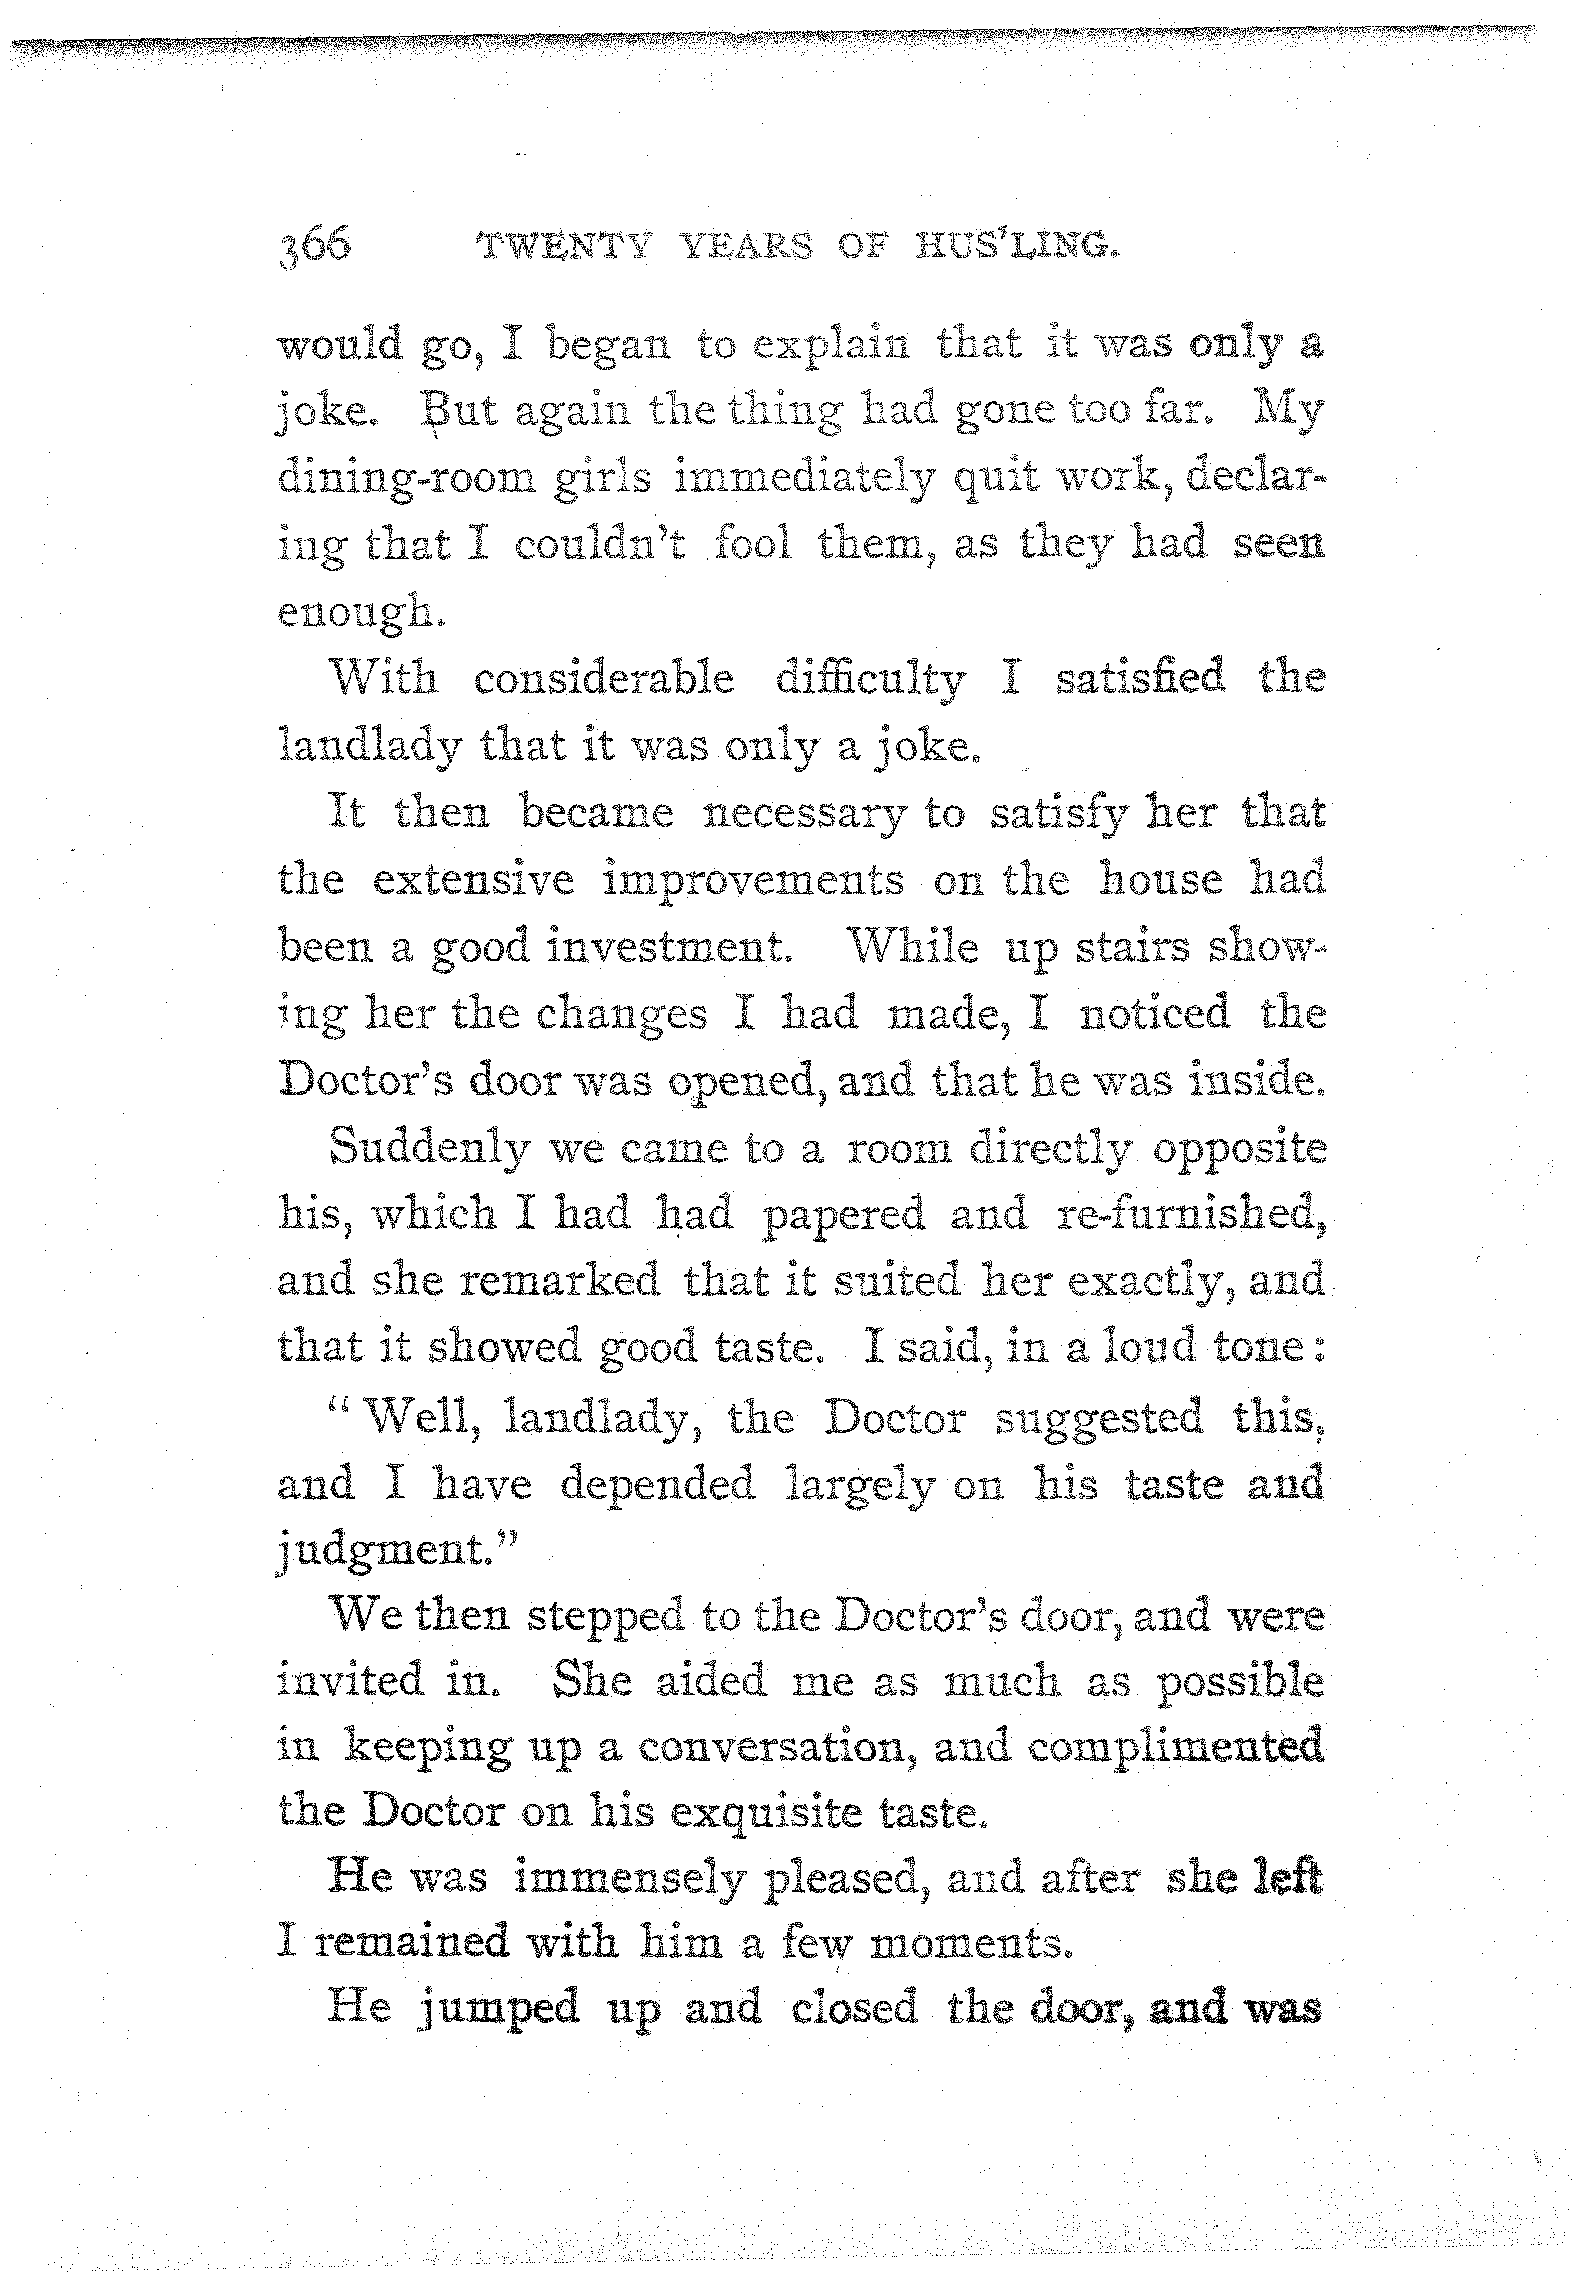 366 TWENTY YEARS OF HUS'LING.
would go, I began to explain that it was only a
joke. But again the thing had gone too far. My
dining-room girls immediately quit work, declar-
ing that I couldn't fool them, as they had seen
enough.
With considerable difficulty I satisfied the
landlady that it was only a joke.
It then became necessary to satisfy her that
the extensive improvements on the house had
been a good investment. While up stairs show-
ing her the changes I had made, I noticed the
Doctor's door was opened, and that he was inside.
Suddenly we came to a room directly opposite
his, which I had had papered and re-furnished,
and she remarked that it suited her exactly, and
that it showed good taste. I said, in a loud tone:
"Well, landlady, the Doctor suggested this,
and I have depended largely on his taste and
judgment."
We then stepped to the Doctor's door, and were
invited in. She aided me as much as possible
in keeping up a conversation, and complimented
the Doctor on his exquisite taste.
He was immensely pleased, and after she left
I remained with him a few moments.
He jumped up and closed the door, and was